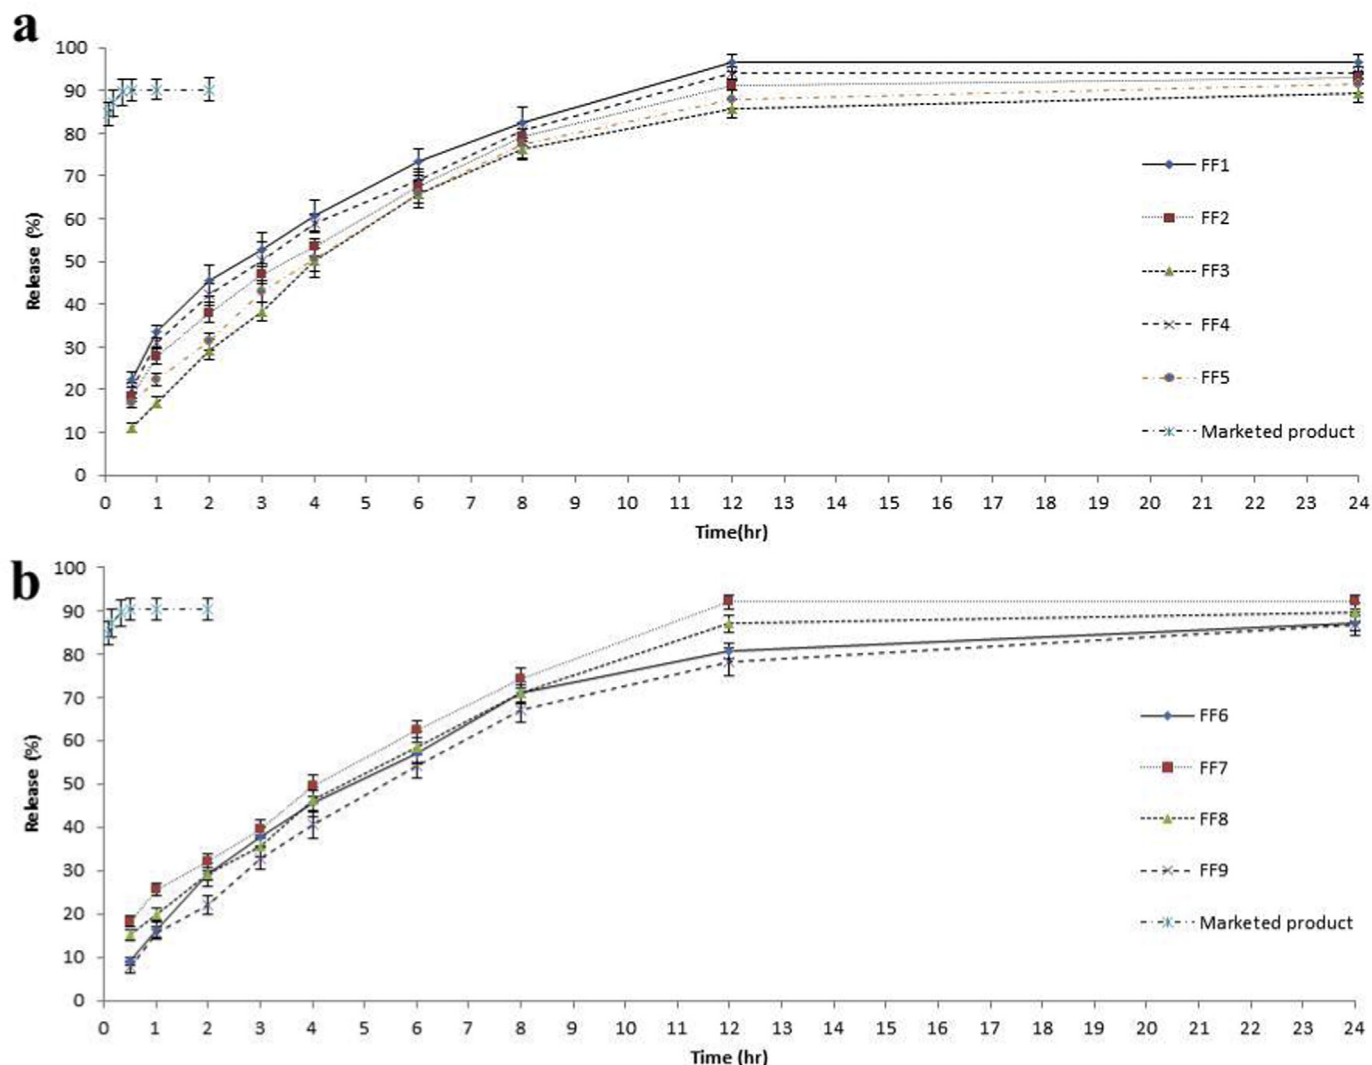 a
100
90
80
70
60
50
40
30
20
10
0
Release (%)
0 1 2 3 4 5 6 7 8 9 10 11 12 13 14 15 16 17 18 19 20 21 22 23 24
Time(hr)
FF1
FF2
FF3
FF4
FF5
Marketed product
b
100
90
80
70
60
50
40
30
20
10
0
Release (%)
0 1 2 3 4 5 6 7 8 9 10 11 12 13 14 15 16 17 18 19 20 21 22 23 24
Time (hr)
FF6
FF7
FF8
FF9
Marketed product